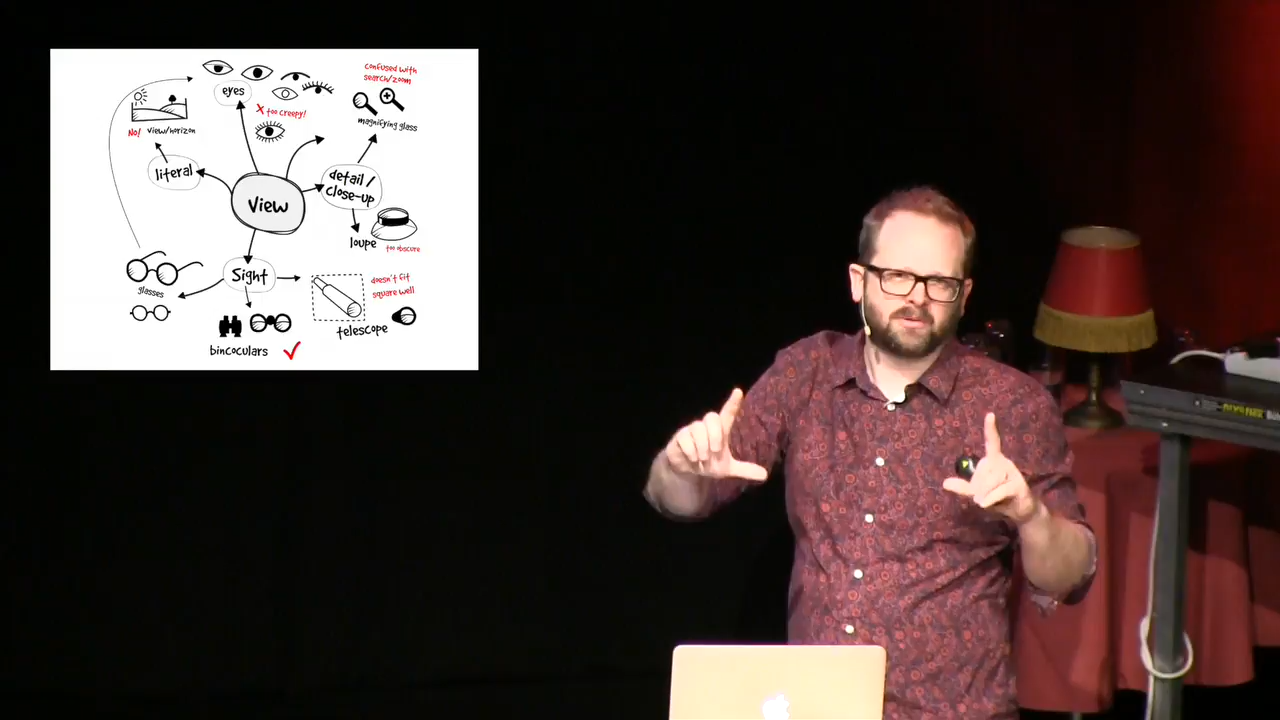 confused with
search/zoom
eyes
x too creepy!
magnifying glass
No! view/horizon
literal
detail /
close-up
View
loupe
too obscure
Sight
glasses
doesn't fit
square well
telescope
bincoculars